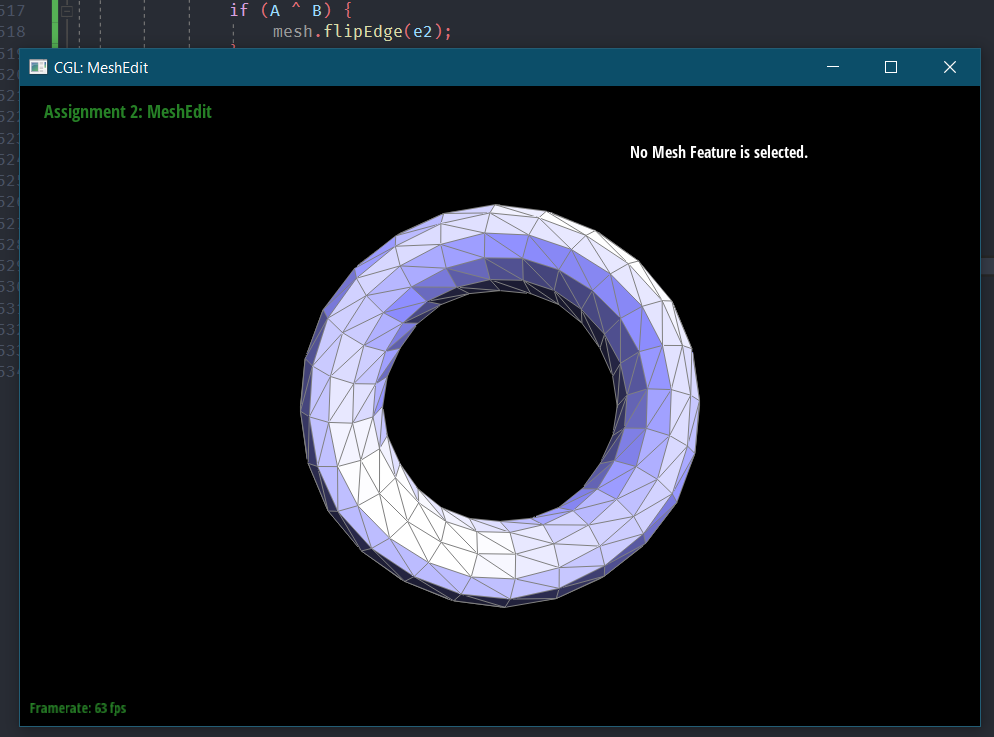 517 if (A ^ B) {
518 mesh.flipEdge(e2);
CGL: MeshEdit
Assignment 2: MeshEdit
No Mesh Feature is selected.
Framerate: 63 fps